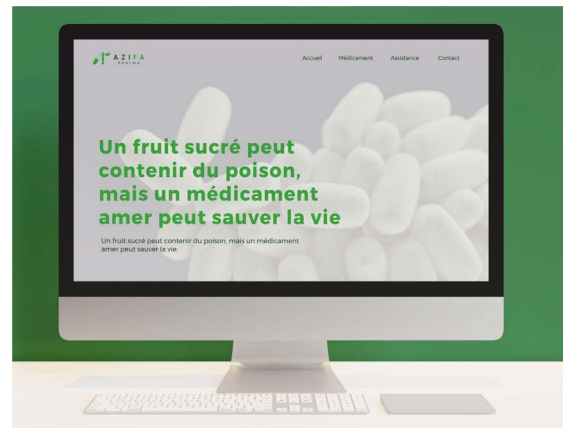 AZIFA
Pharma
Accueil Médicament Assistance Contact
Un fruit sucré peut
contenir du poison,
mais un médicament
amer peut sauver la vie
Un fruit sucré peut contenir du poison, mais un médicament
amer peut sauver la vie.